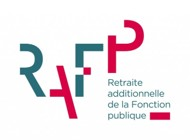 RAFP
Retraite
additionnelle
de la Fonction
publique